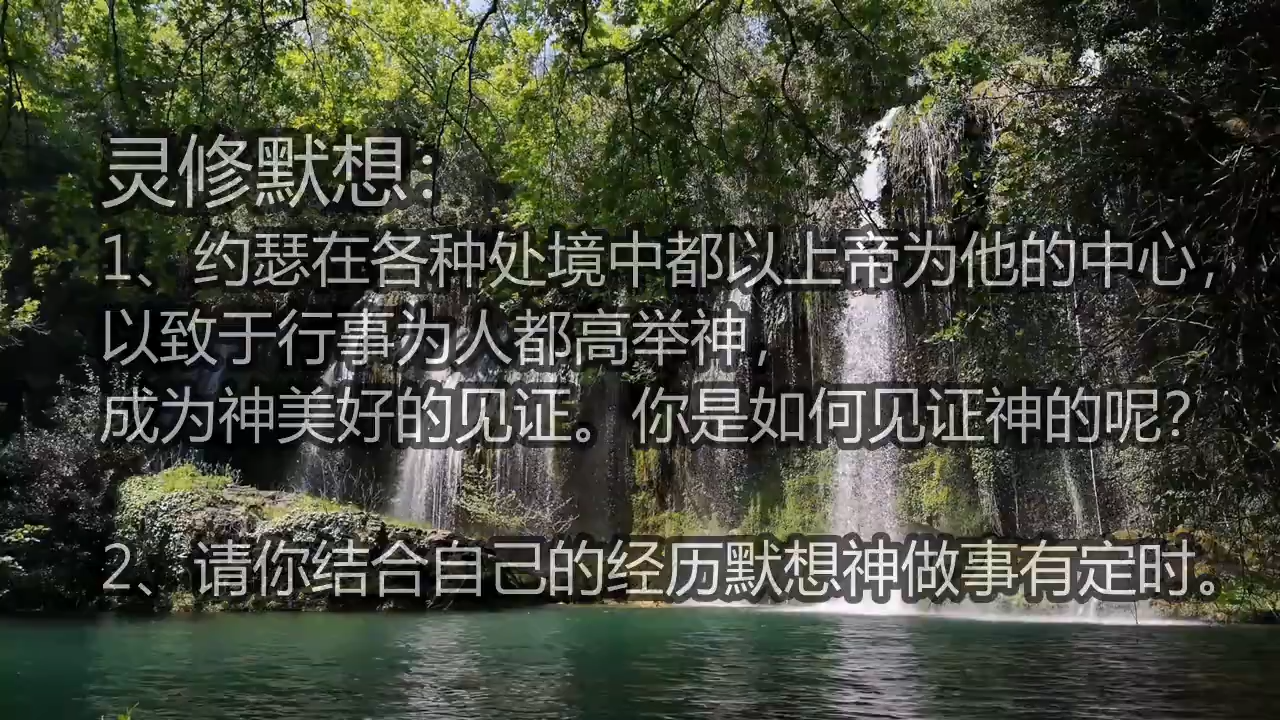 灵修默想：
1、约瑟在各种处境中都以上帝为他的中心，
以致于行事为人都高举神，
成为神美好的见证。你是如何见证神的呢？
2、请你结合自己的经历默想神做事有定时。